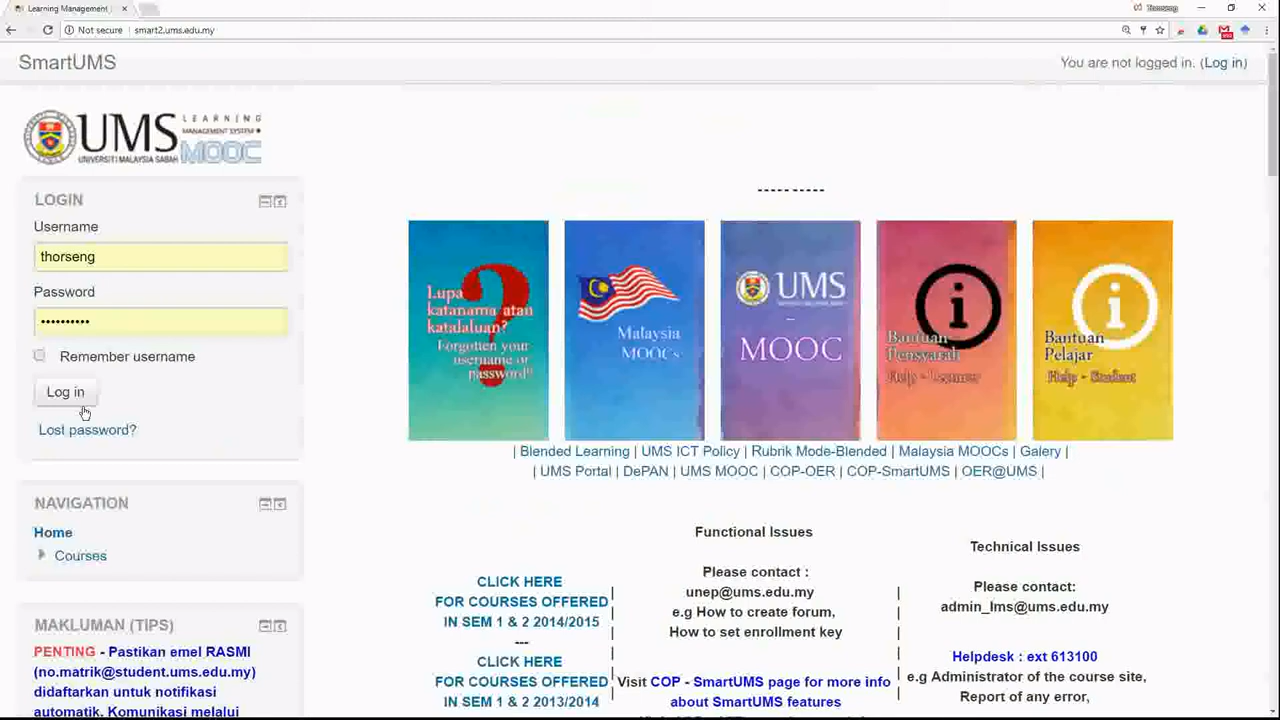 Learning Management
Thorseng
Not secure | smart2.ums.edu.my
SmartUMS
You are not logged in. (Log in)
UMS
LEARNING
MANAGEMENT SYSTEM
UNIVERSITI MALAYSIA SABAH
MOOC
LOGIN
Username
thorseng
Password
••••••••••
Remember username
Log in
Lost password?
NAVIGATION
Home
Courses
MAKLUMAN (TIPS)
PENTING - Pastikan emel RASMI
(no.matrik@student.ums.edu.my)
didaftarkan untuk notifikasi
automatik. Komunikasi melalui
----- -----
Lupa
katanama atau
katalaluan?
Forgotten your
username or
password?
Malaysia
MOOCs
UMS
UNIVERSITI MALAYSIA SABAH
–
MOOC
i
Bantuan
Pensyarah
Help - Lecturer
i
Bantuan
Pelajar
Help - Student
| Blended Learning | UMS ICT Policy | Rubrik Mode-Blended | Malaysia MOOCs | Galery |
| UMS Portal | DePAN | UMS MOOC | COP-OER | COP-SmartUMS | OER@UMS |
CLICK HERE
FOR COURSES OFFERED
IN SEM 1 & 2 2014/2015
---
CLICK HERE
FOR COURSES OFFERED
IN SEM 1 & 2 2013/2014
Functional Issues
Please contact :
unep@ums.edu.my
e.g How to create forum,
How to set enrollment key
Visit COP - SmartUMS page for more info
about SmartUMS features
Technical Issues
Please contact:
admin_lms@ums.edu.my
Helpdesk : ext 613100
e.g Administrator of the course site,
Report of any error,